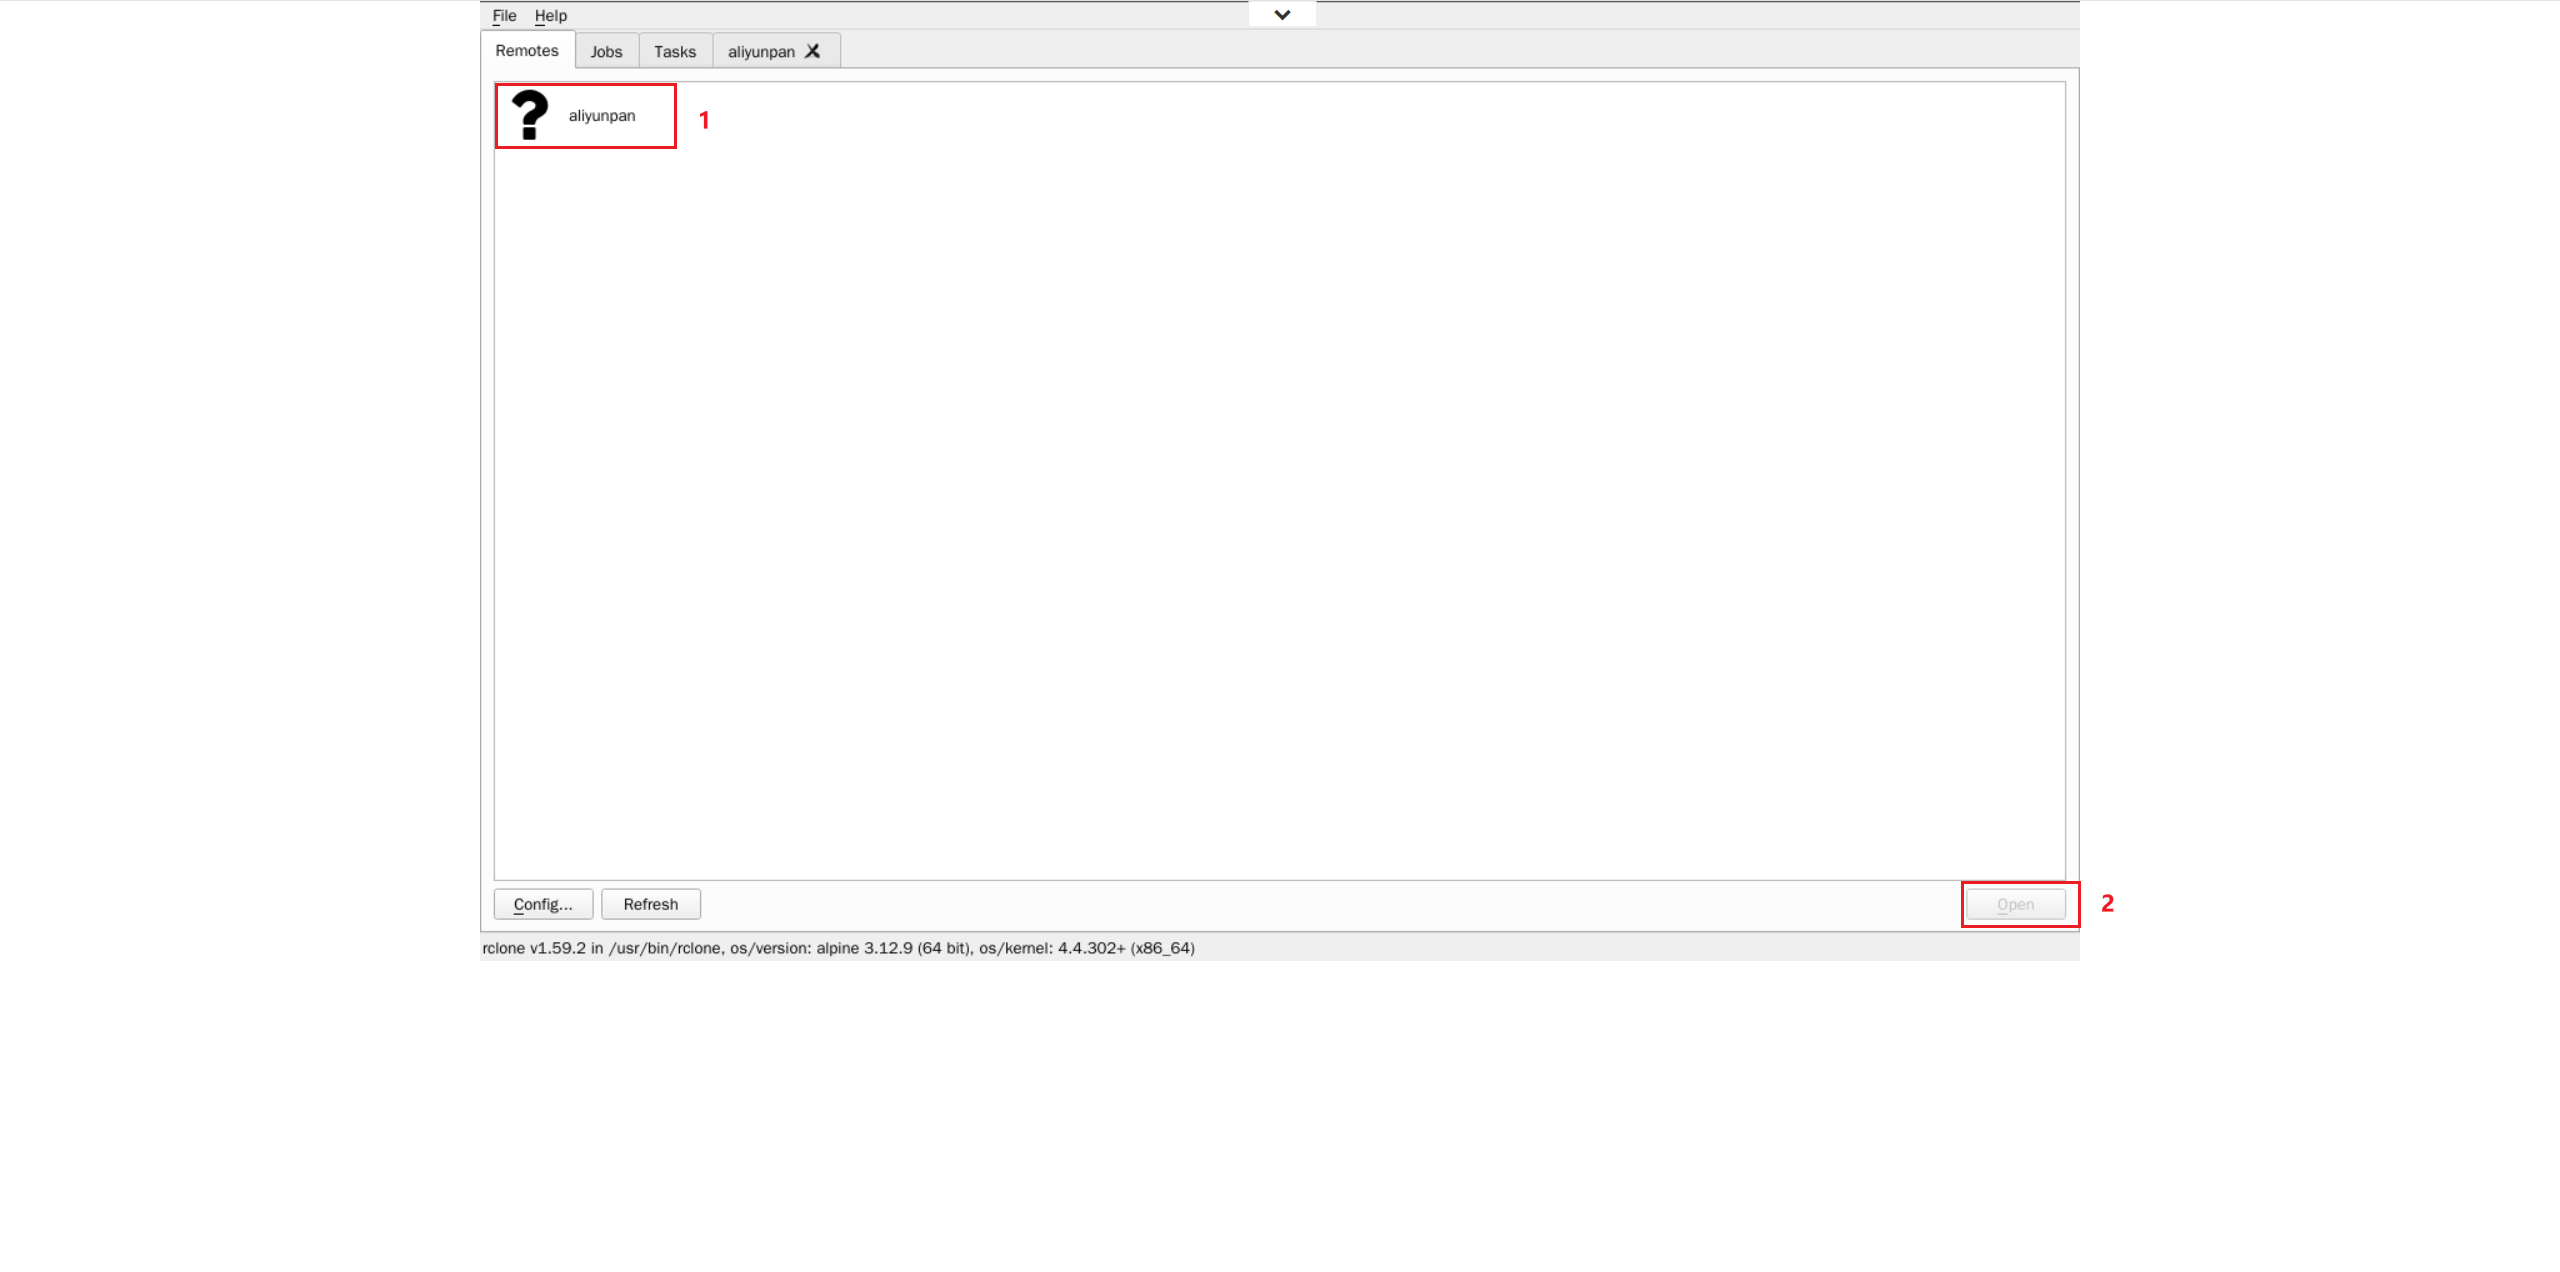 File Help
Remotes Jobs Tasks aliyunpan
aliyunpan 1
Config... Refresh Open 2
rclone v1.59.2 in /usr/bin/rclone, os/version: alpine 3.12.9 (64 bit), os/kernel: 4.4.302+ (x86_64)